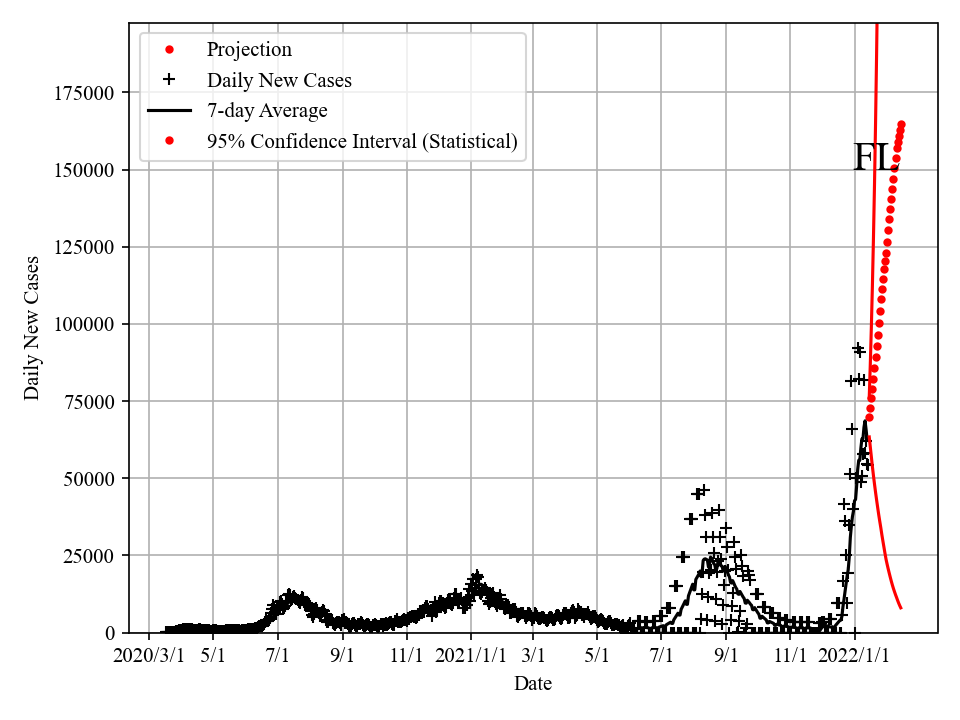 Projection
Daily New Cases
7-day Average
95% Confidence Interval (Statistical)
FL
Daily New Cases
175000
150000
125000
100000
75000
50000
25000
0
2020/3/1 5/1 7/1 9/1 11/1 2021/1/1 3/1 5/1 7/1 9/1 11/1 2022/1/1
Date